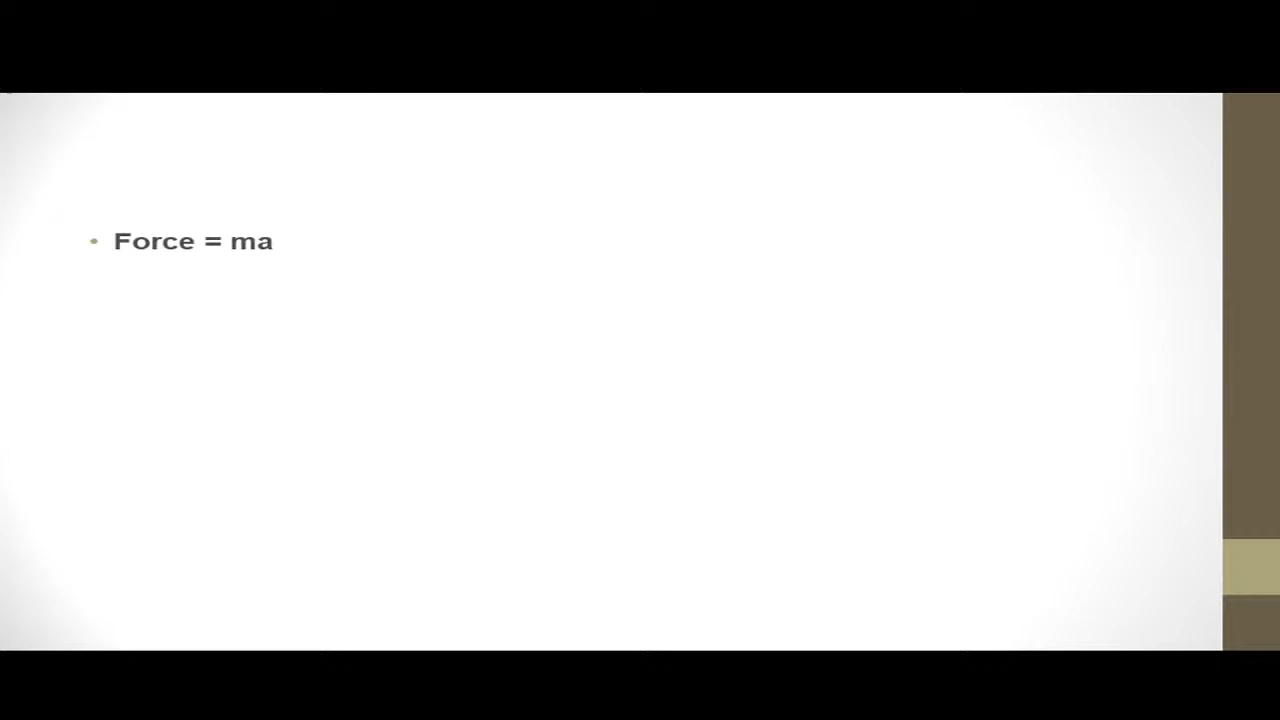 • Force = ma